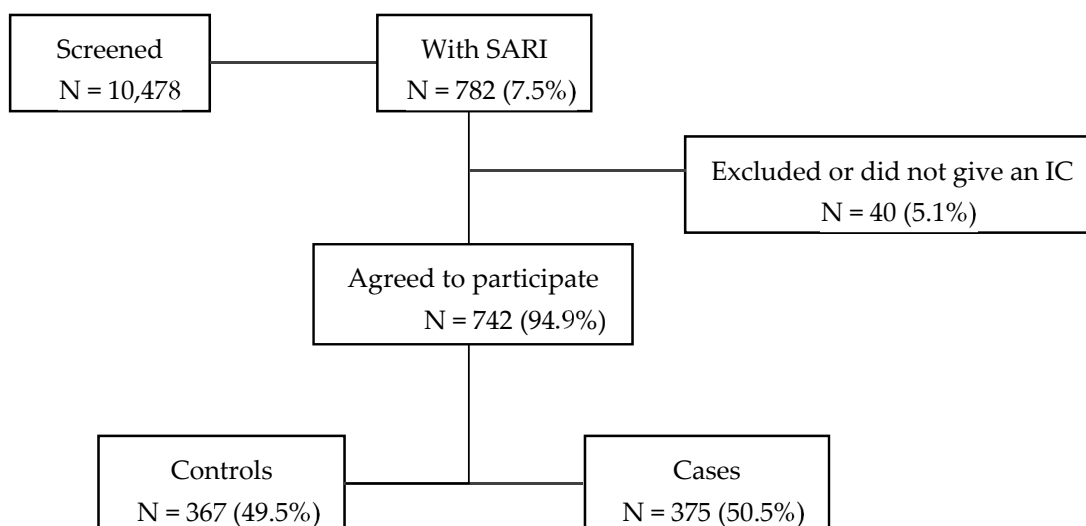 Screened
N = 10,478
With SARI
N = 782 (7.5%)
Excluded or did not give an IC
N = 40 (5.1%)
Agreed to participate
N = 742 (94.9%)
Controls
N = 367 (49.5%)
Cases
N = 375 (50.5%)